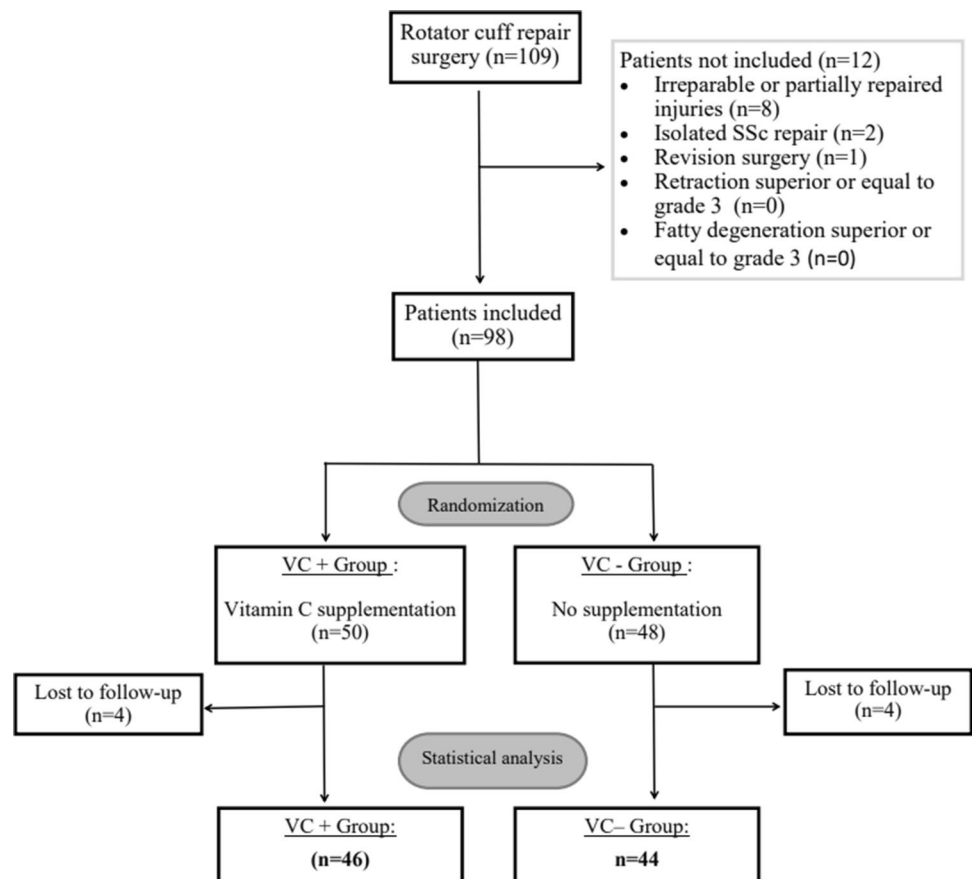 Rotator cuff repair
surgery (n=109)
Patients not included (n=12)
• Irreparable or partially repaired
injuries (n=8)
• Isolated SSc repair (n=2)
• Revision surgery (n=1)
• Retraction superior or equal to
grade 3 (n=0)
• Fatty degeneration superior or
equal to grade 3 (n=0)
Patients included
(n=98)
Randomization
VC + Group :
Vitamin C supplementation
(n=50)
VC - Group :
No supplementation
(n=48)
Lost to follow-up
(n=4)
Lost to follow-up
(n=4)
Statistical analysis
VC + Group:
(n=46)
VC– Group:
n=44